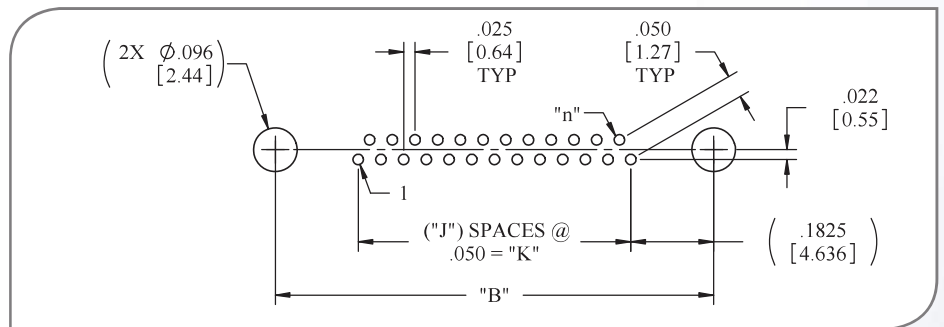 2X Ø.096
[2.44]
.025
[0.64]
TYP
.050
[1.27]
TYP
.022
[0.55]
"n"
1
("J") SPACES @
.050 = "K"
.1825
[4.636]
"B"